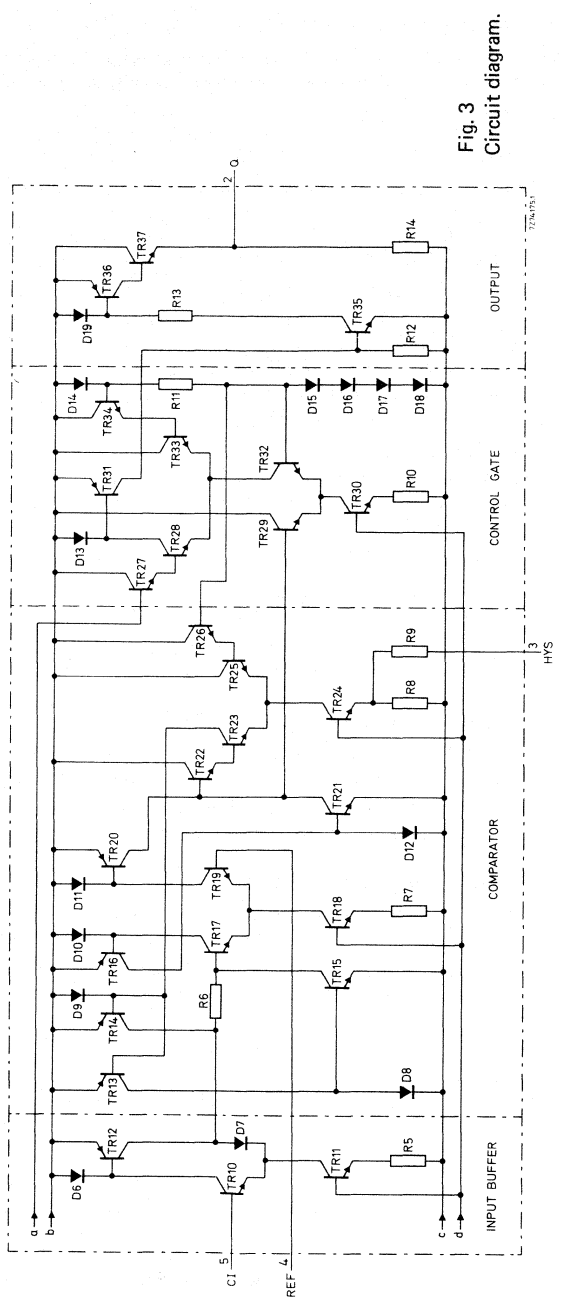 Fig. 3
Circuit diagram.
INPUT BUFFER
COMPARATOR
CONTROL GATE
OUTPUT
a
b
c
d
5
CI
REF
4
3
HYS
2
Q
D6
TR12
TR10
D7
TR11
R5
TR13
TR14
D9
D8
TR15
R6
TR16
D10
TR17
D11
TR20
TR19
TR18
R7
D12
TR21
TR22
TR23
TR25
TR26
TR24
R8
R9
TR27
TR28
D13
TR31
TR29
TR30
R10
TR32
TR33
TR34
D14
R11
D15
D16
D17
D18
R12
TR35
R13
D19
TR36
TR37
R14
7Z74175.1